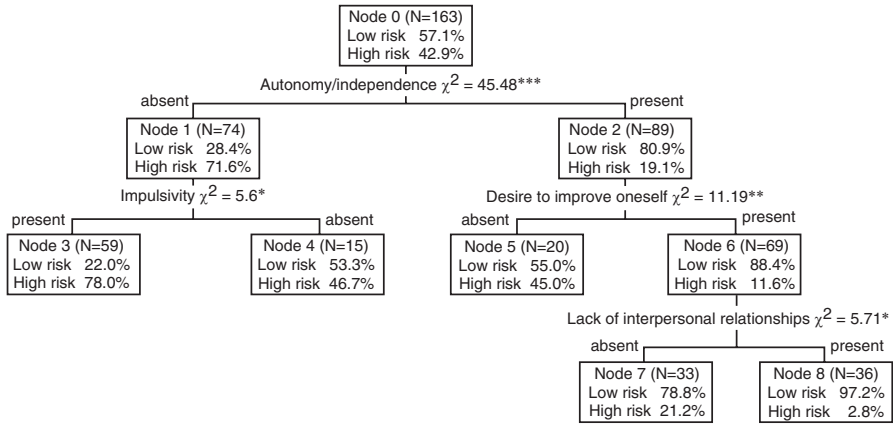 Node 0 (N=163)
Low risk 57.1%
High risk 42.9%
Autonomy/independence χ² = 45.48***
absent
present
Node 1 (N=74)
Low risk 28.4%
High risk 71.6%
Node 2 (N=89)
Low risk 80.9%
High risk 19.1%
Impulsivity χ² = 5.6*
Desire to improve oneself χ² = 11.19**
present
absent
absent
present
Node 3 (N=59)
Low risk 22.0%
High risk 78.0%
Node 4 (N=15)
Low risk 53.3%
High risk 46.7%
Node 5 (N=20)
Low risk 55.0%
High risk 45.0%
Node 6 (N=69)
Low risk 88.4%
High risk 11.6%
Lack of interpersonal relationships χ² = 5.71*
absent
present
Node 7 (N=33)
Low risk 78.8%
High risk 21.2%
Node 8 (N=36)
Low risk 97.2%
High risk 2.8%